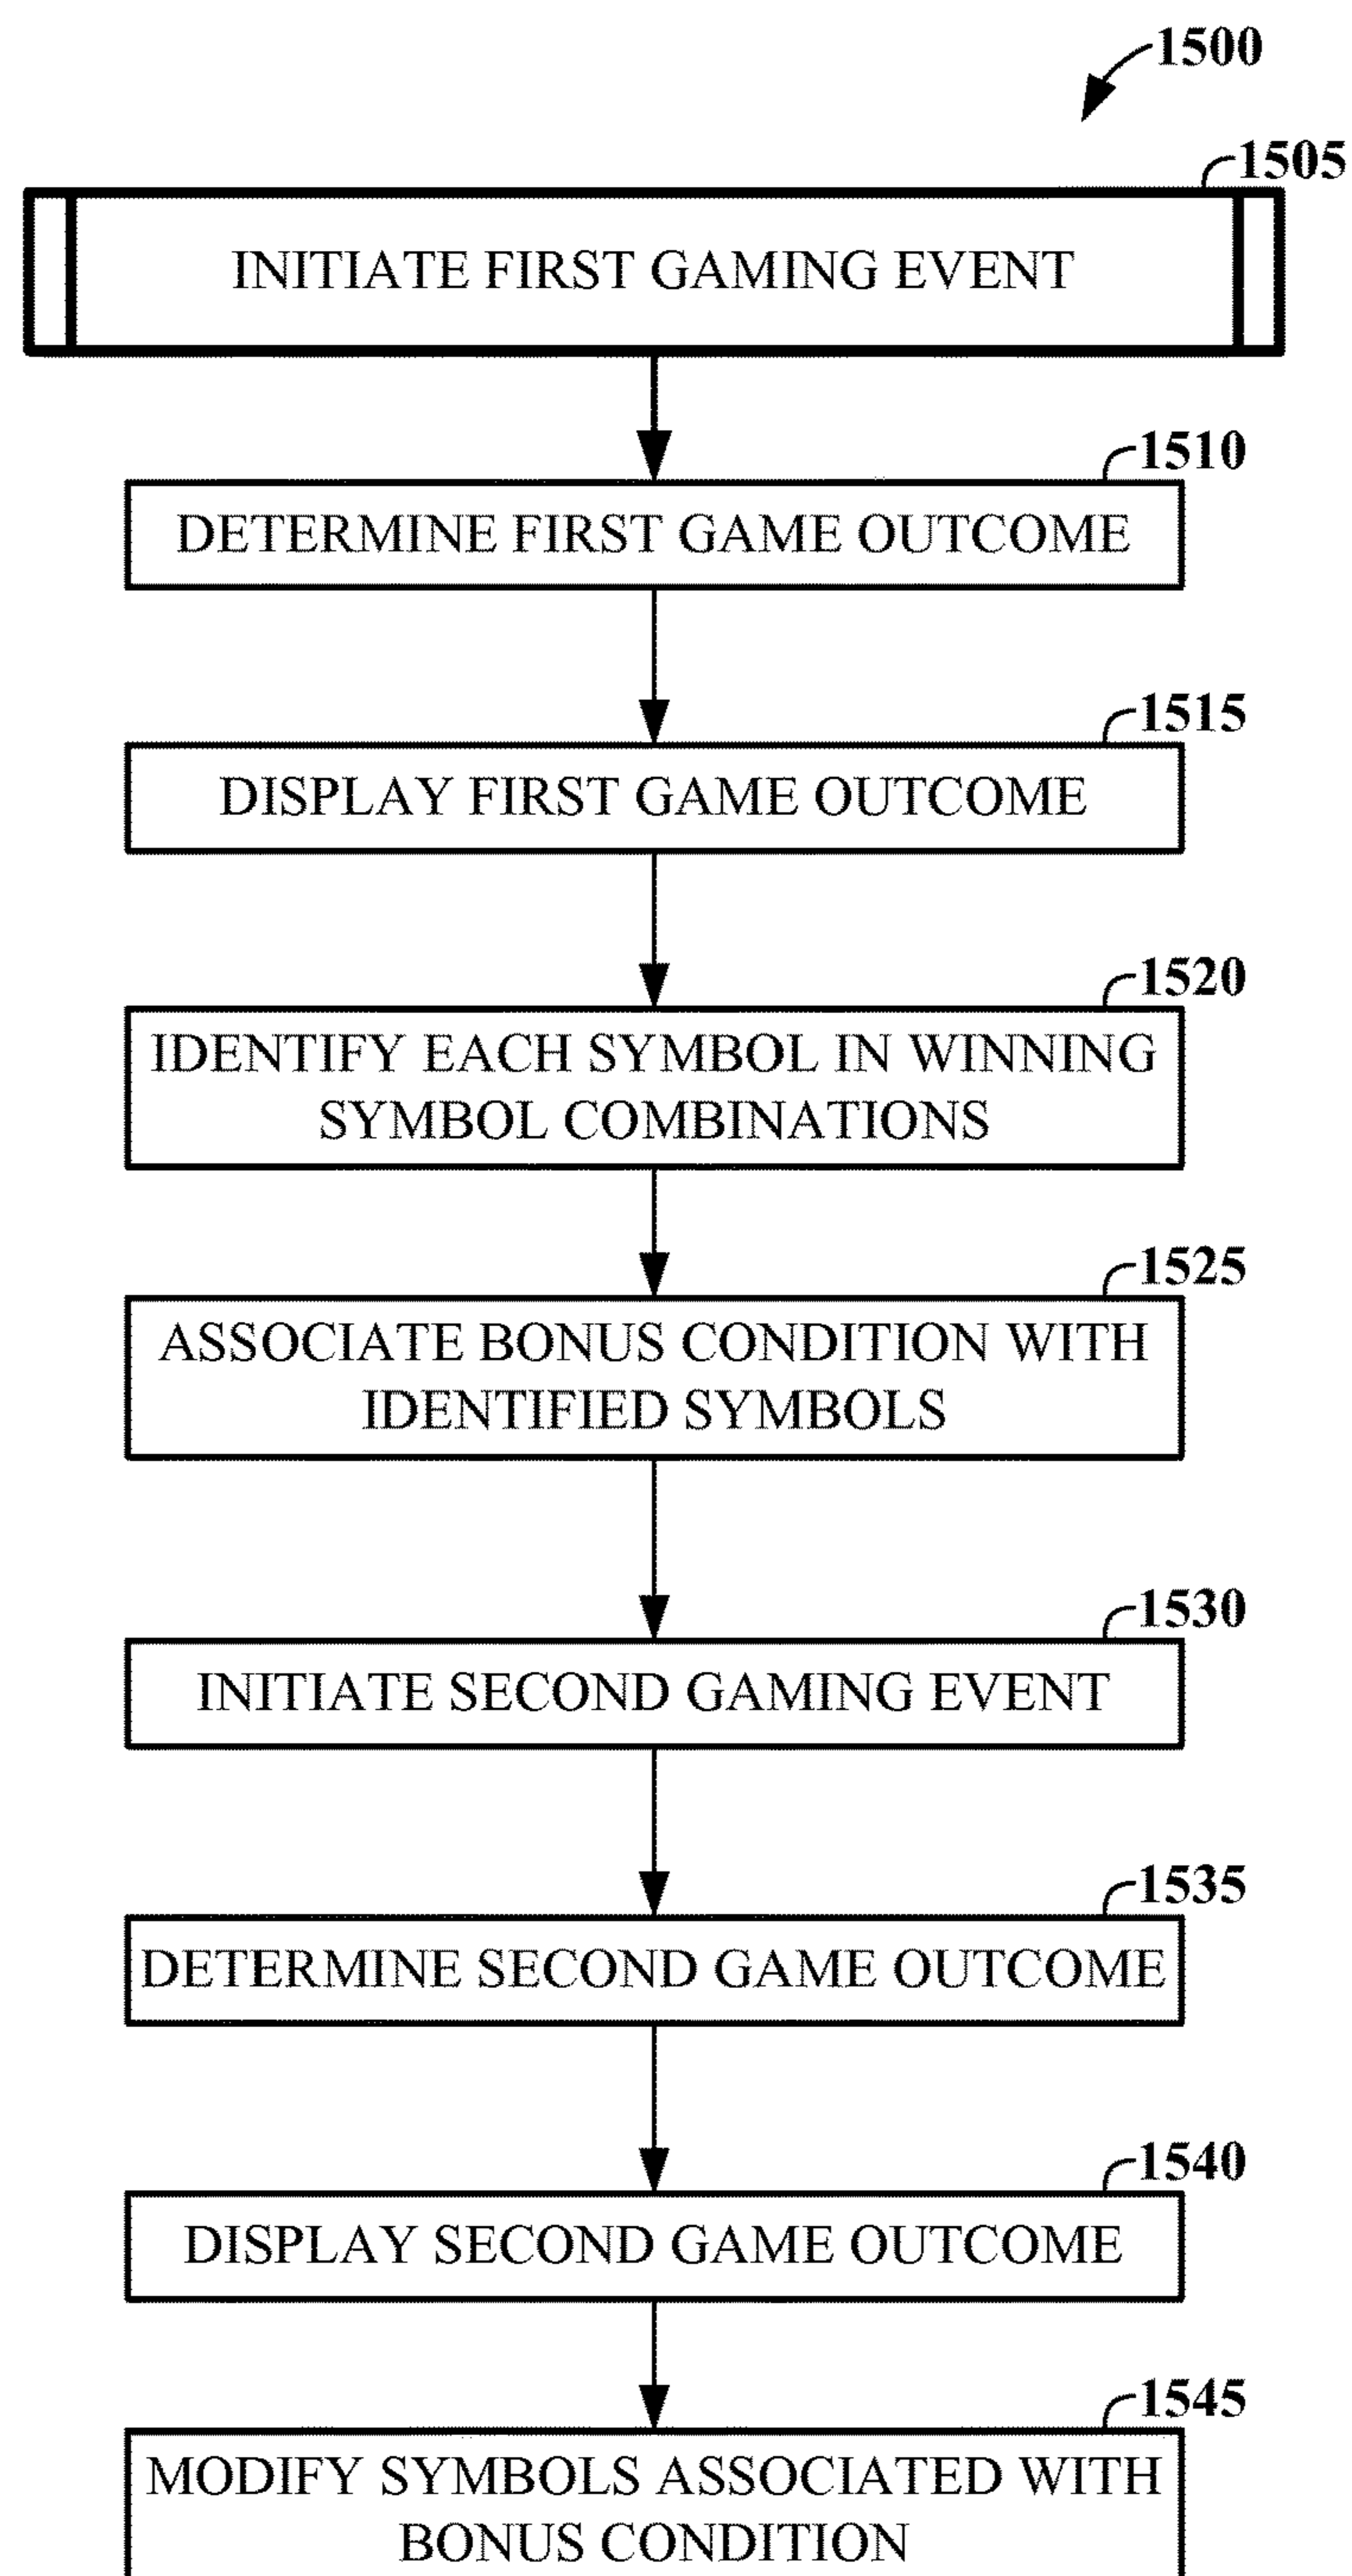 1500
1505
INITIATE FIRST GAMING EVENT
1510
DETERMINE FIRST GAME OUTCOME
1515
DISPLAY FIRST GAME OUTCOME
1520
IDENTIFY EACH SYMBOL IN WINNING
SYMBOL COMBINATIONS
1525
ASSOCIATE BONUS CONDITION WITH
IDENTIFIED SYMBOLS
1530
INITIATE SECOND GAMING EVENT
1535
DETERMINE SECOND GAME OUTCOME
1540
DISPLAY SECOND GAME OUTCOME
1545
MODIFY SYMBOLS ASSOCIATED WITH
BONUS CONDITION